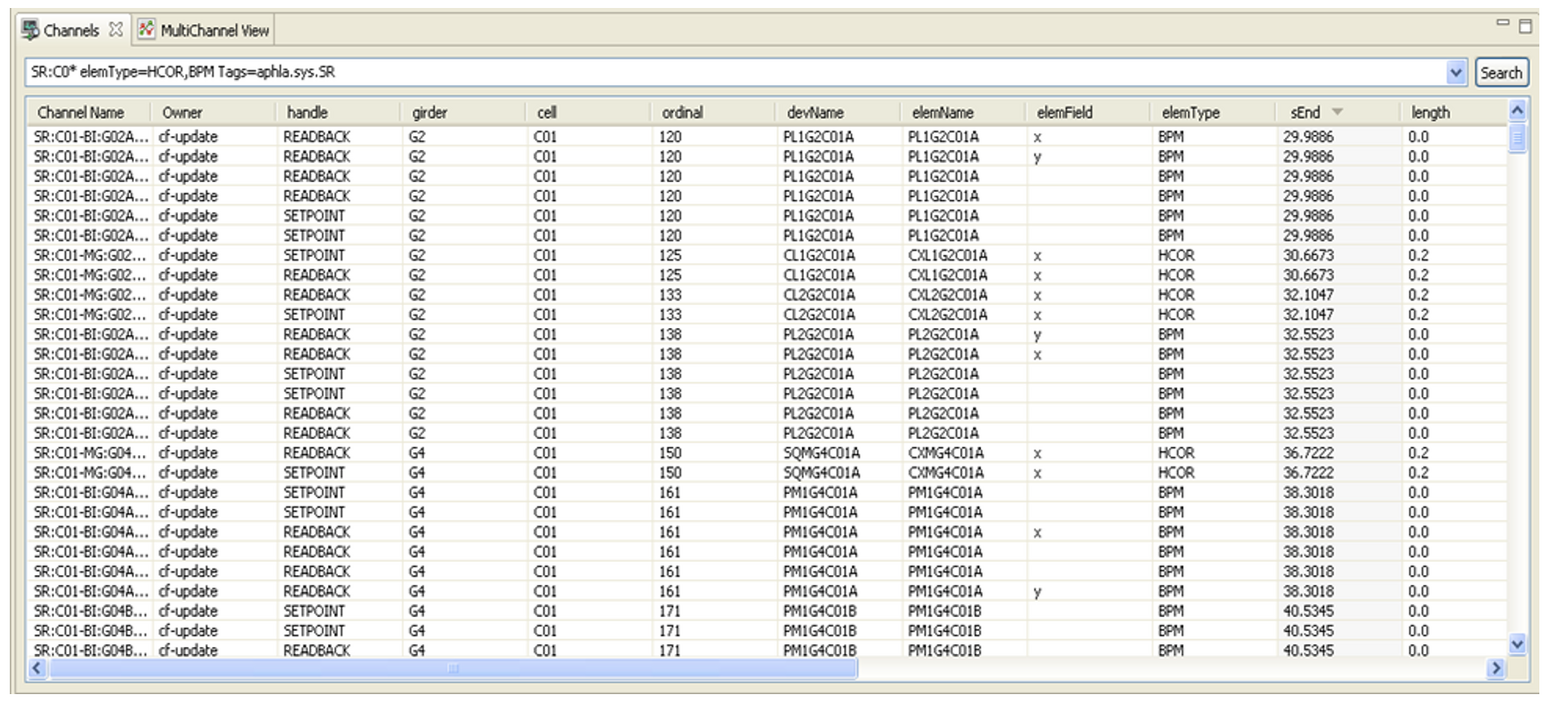 Channels MultiChannel View
SR:C0* elemType=HCOR,BPM Tags=aphla.sys.SR Search
Channel Name Owner handle girder cell ordinal devName elemName elemField elemType sEnd length
SR:C01-BI:G02A... cf-update READBACK G2 C01 120 PL1G2C01A PL1G2C01A x BPM 29.9886 0.0
SR:C01-BI:G02A... cf-update READBACK G2 C01 120 PL1G2C01A PL1G2C01A y BPM 29.9886 0.0
SR:C01-BI:G02A... cf-update READBACK G2 C01 120 PL1G2C01A PL1G2C01A BPM 29.9886 0.0
SR:C01-BI:G02A... cf-update READBACK G2 C01 120 PL1G2C01A PL1G2C01A BPM 29.9886 0.0
SR:C01-BI:G02A... cf-update SETPOINT G2 C01 120 PL1G2C01A PL1G2C01A BPM 29.9886 0.0
SR:C01-BI:G02A... cf-update SETPOINT G2 C01 120 PL1G2C01A PL1G2C01A BPM 29.9886 0.0
SR:C01-MG:G02... cf-update SETPOINT G2 C01 125 CL1G2C01A CXL1G2C01A x HCOR 30.6673 0.2
SR:C01-MG:G02... cf-update READBACK G2 C01 125 CL1G2C01A CXL1G2C01A x HCOR 30.6673 0.2
SR:C01-MG:G02... cf-update READBACK G2 C01 133 CL2G2C01A CXL2G2C01A x HCOR 32.1047 0.2
SR:C01-MG:G02... cf-update SETPOINT G2 C01 133 CL2G2C01A CXL2G2C01A x HCOR 32.1047 0.2
SR:C01-BI:G02A... cf-update READBACK G2 C01 138 PL2G2C01A PL2G2C01A y BPM 32.5523 0.0
SR:C01-BI:G02A... cf-update READBACK G2 C01 138 PL2G2C01A PL2G2C01A x BPM 32.5523 0.0
SR:C01-BI:G02A... cf-update SETPOINT G2 C01 138 PL2G2C01A PL2G2C01A BPM 32.5523 0.0
SR:C01-BI:G02A... cf-update SETPOINT G2 C01 138 PL2G2C01A PL2G2C01A BPM 32.5523 0.0
SR:C01-BI:G02A... cf-update READBACK G2 C01 138 PL2G2C01A PL2G2C01A BPM 32.5523 0.0
SR:C01-BI:G02A... cf-update READBACK G2 C01 138 PL2G2C01A PL2G2C01A BPM 32.5523 0.0
SR:C01-MG:G04... cf-update READBACK G4 C01 150 SQMG4C01A CXMG4C01A x HCOR 36.7222 0.2
SR:C01-MG:G04... cf-update SETPOINT G4 C01 150 SQMG4C01A CXMG4C01A x HCOR 36.7222 0.2
SR:C01-BI:G04A... cf-update SETPOINT G4 C01 161 PM1G4C01A PM1G4C01A BPM 38.3018 0.0
SR:C01-BI:G04A... cf-update SETPOINT G4 C01 161 PM1G4C01A PM1G4C01A BPM 38.3018 0.0
SR:C01-BI:G04A... cf-update READBACK G4 C01 161 PM1G4C01A PM1G4C01A x BPM 38.3018 0.0
SR:C01-BI:G04A... cf-update READBACK G4 C01 161 PM1G4C01A PM1G4C01A BPM 38.3018 0.0
SR:C01-BI:G04A... cf-update READBACK G4 C01 161 PM1G4C01A PM1G4C01A BPM 38.3018 0.0
SR:C01-BI:G04A... cf-update READBACK G4 C01 161 PM1G4C01A PM1G4C01A y BPM 38.3018 0.0
SR:C01-BI:G04B... cf-update SETPOINT G4 C01 171 PM1G4C01B PM1G4C01B BPM 40.5345 0.0
SR:C01-BI:G04B... cf-update SETPOINT G4 C01 171 PM1G4C01B PM1G4C01B BPM 40.5345 0.0
SR:C01-BI:G04B... cf-update READBACK G4 C01 171 PM1G4C01B PM1G4C01B BPM 40.5345 0.0